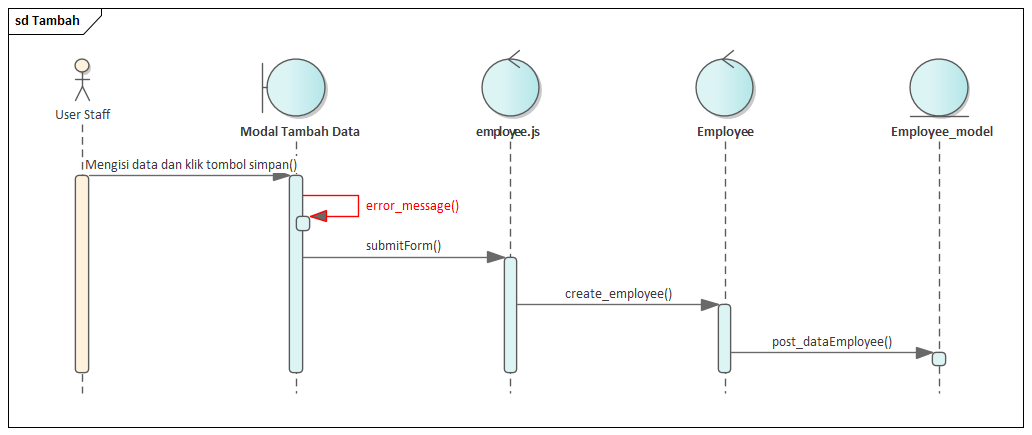 sd Tambah
User Staff
Modal Tambah Data
employee.js
Employee
Employee_model
Mengisi data dan klik tombol simpan()
error_message()
submitForm()
create_employee()
post_dataEmployee()